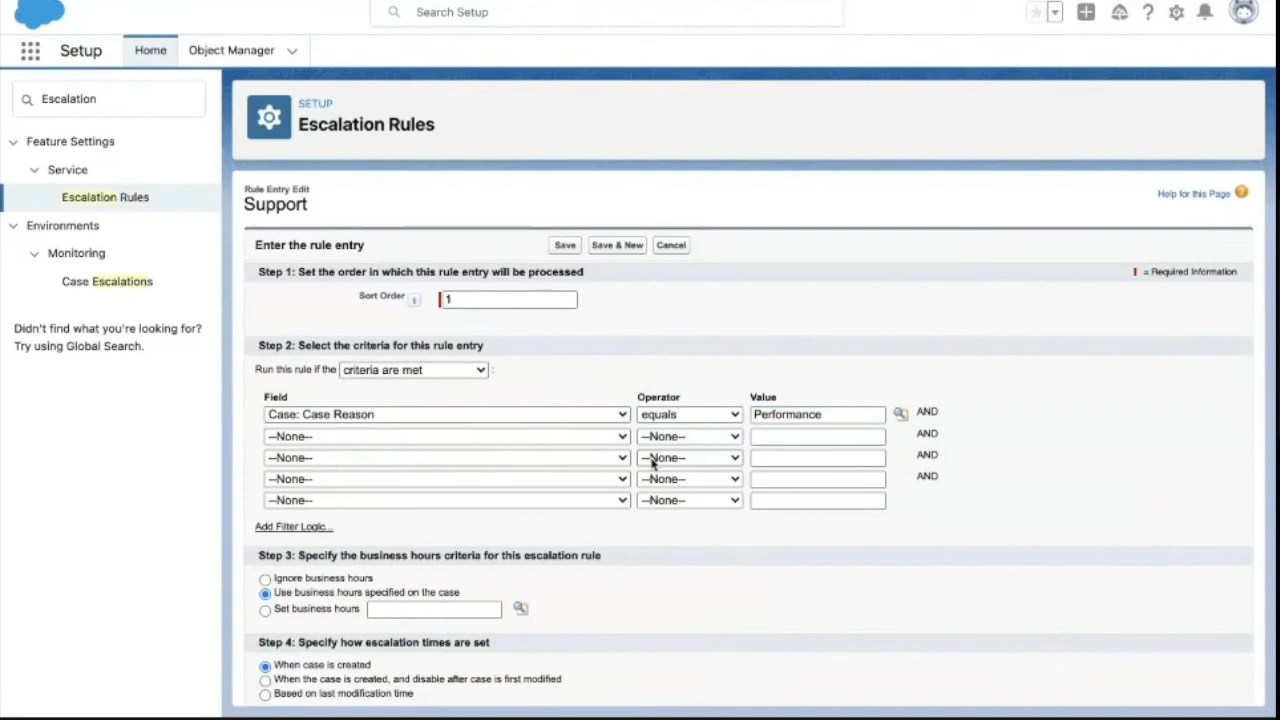 Search Setup
Setup
Home
Object Manager
Escalation
Feature Settings
Service
Escalation Rules
Environments
Monitoring
Case Escalations
Didn't find what you're looking for?
Try using Global Search.
SETUP
Escalation Rules
Rule Entry Edit
Support
Help for this Page
Enter the rule entry
Save
Save & New
Cancel
Step 1: Set the order in which this rule entry will be processed
= Required Information
Sort Order
1
Step 2: Select the criteria for this rule entry
Run this rule if the criteria are met :
Field Operator Value
Case: Case Reason equals Performance AND
--None-- --None-- AND
--None-- --None-- AND
--None-- --None-- AND
--None-- --None--
Add Filter Logic...
Step 3: Specify the business hours criteria for this escalation rule
Ignore business hours
Use business hours specified on the case
Set business hours
Step 4: Specify how escalation times are set
When case is created
When the case is created, and disable after case is first modified
Based on last modification time